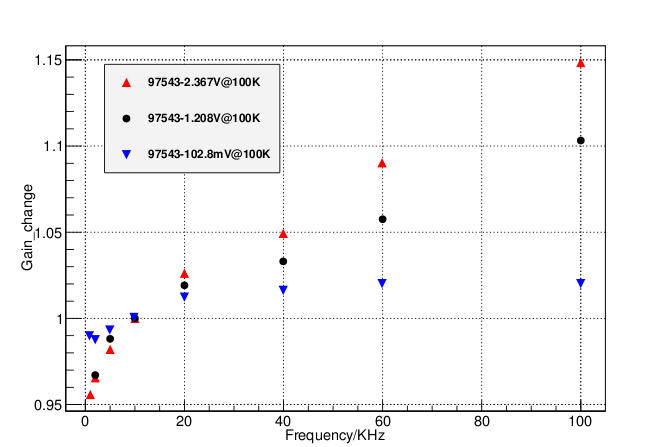 1.15
1.1
1.05
1
0.95
Gain_change
97543-2.367V@100K
97543-1.208V@100K
97543-102.8mV@100K
0 20 40 60 80 100
Frequency/KHz